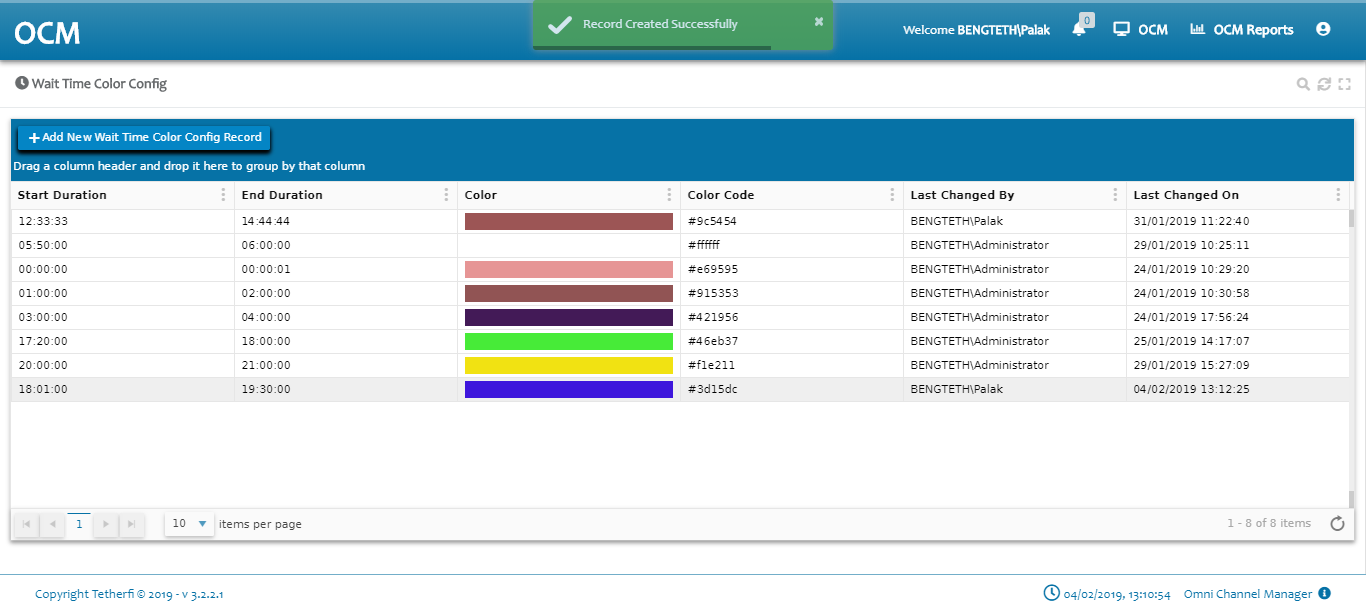 Record Created Successfully
OCM
Welcome BENGTETH\Palak
0
OCM
OCM Reports
Wait Time Color Config
Add New Wait Time Color Config Record
Drag a column header and drop it here to group by that column
Start Duration End Duration Color Color Code Last Changed By Last Changed On
12:33:33 14:44:44 #9c5454 BENGTETH\Palak 31/01/2019 11:22:40
05:50:00 06:00:00 #ffffff BENGTETH\Administrator 29/01/2019 10:25:11
00:00:00 00:00:01 #e69595 BENGTETH\Administrator 24/01/2019 10:29:20
01:00:00 02:00:00 #915353 BENGTETH\Administrator 24/01/2019 10:30:58
03:00:00 04:00:00 #421956 BENGTETH\Administrator 24/01/2019 17:56:24
17:20:00 18:00:00 #46eb37 BENGTETH\Administrator 25/01/2019 14:17:07
20:00:00 21:00:00 #f1e211 BENGTETH\Administrator 29/01/2019 15:27:09
18:01:00 19:30:00 #3d15dc BENGTETH\Palak 04/02/2019 13:12:25
1 10 items per page 1 - 8 of 8 items
Copyright Tetherfi © 2019 - v 3.2.2.1 04/02/2019, 13:10:54 Omni Channel Manager